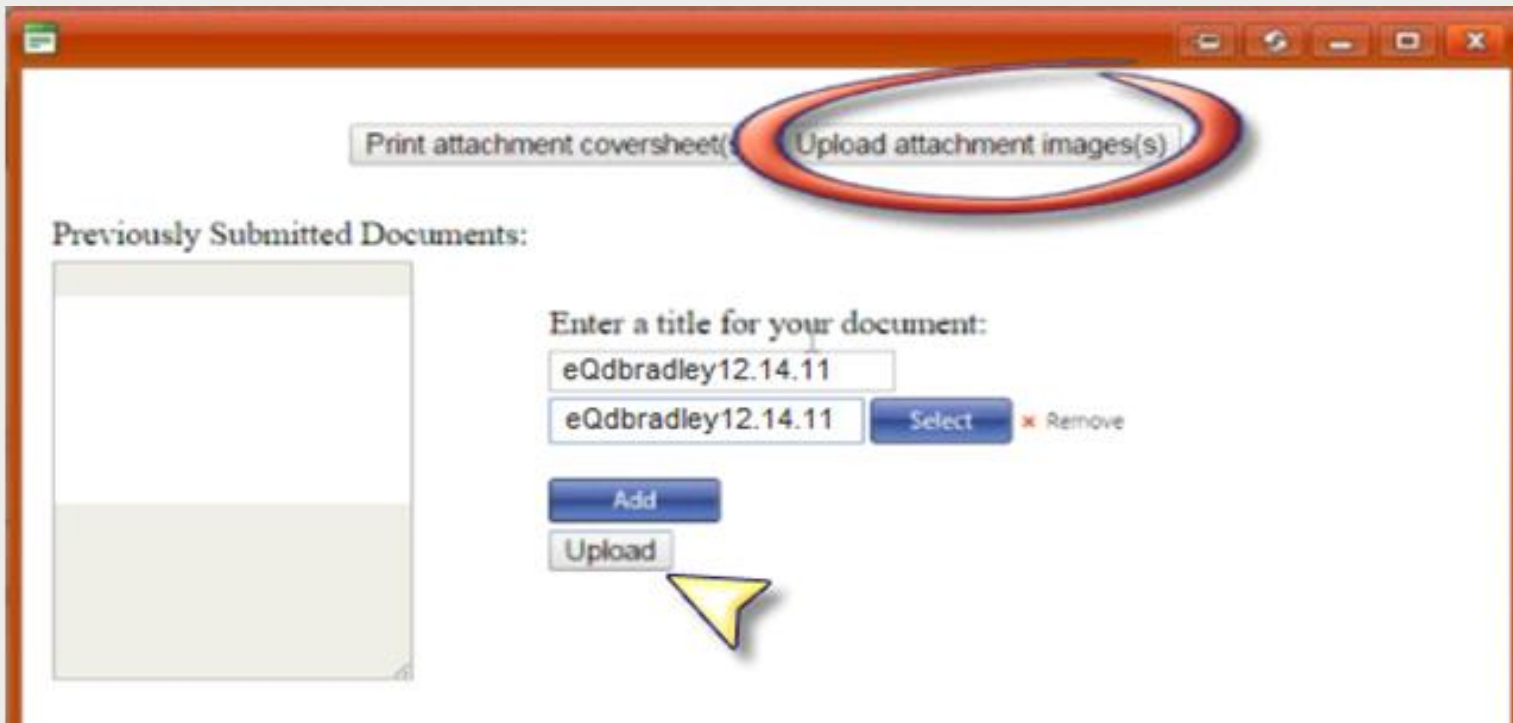 Print attachment coversheet(s Upload attachment images(s)
Previously Submitted Documents:
Enter a title for your document:
eQdbradley12.14.11
eQdbradley12.14.11 Select × Remove
Add
Upload